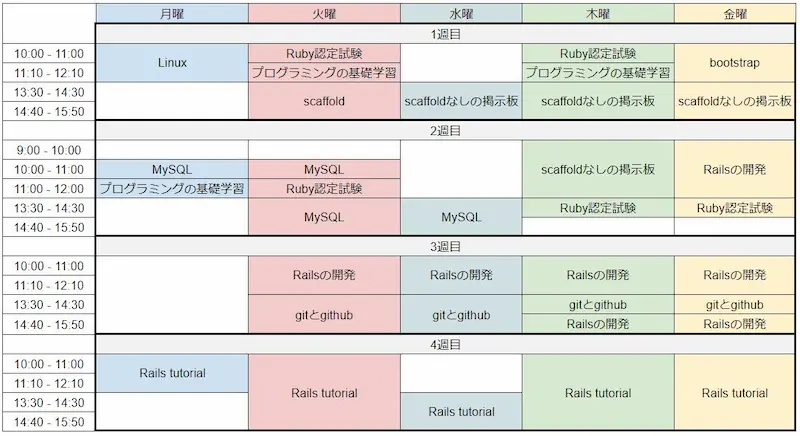 月曜 火曜 水曜 木曜 金曜
1週目
10:00 - 11:00 Linux Ruby認定試験 Ruby認定試験 bootstrap
11:10 - 12:10 プログラミングの基礎学習 プログラミングの基礎学習
13:30 - 14:30 scaffold scaffoldなしの掲示板 scaffoldなしの掲示板 scaffoldなしの掲示板
14:40 - 15:50
2週目
9:00 - 10:00 scaffoldなしの掲示板 Railsの開発
10:00 - 11:00 MySQL MySQL
11:00 - 12:00 プログラミングの基礎学習 Ruby認定試験
13:30 - 14:30 MySQL MySQL Ruby認定試験 Ruby認定試験
14:40 - 15:50
3週目
10:00 - 11:00 Railsの開発 Railsの開発 Railsの開発 Railsの開発
11:10 - 12:10
13:30 - 14:30 gitとgithub gitとgithub gitとgithub gitとgithub
14:40 - 15:50 Railsの開発 Railsの開発
4週目
10:00 - 11:00 Rails tutorial Rails tutorial Rails tutorial Rails tutorial
11:10 - 12:10
13:30 - 14:30 Rails tutorial
14:40 - 15:50